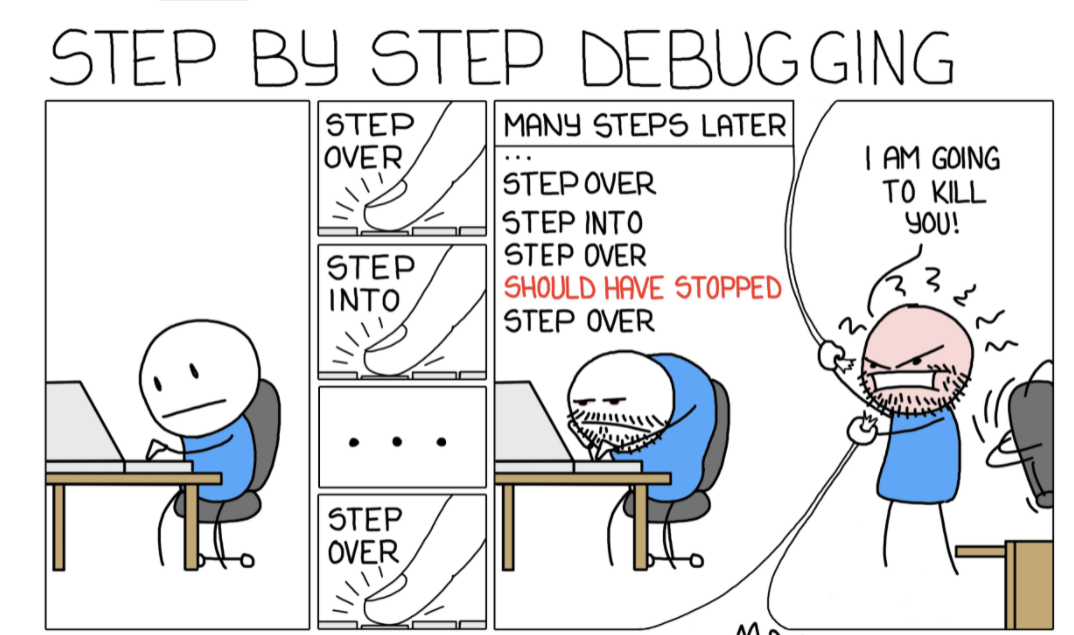 STEP BY STEP DEBUGGING
STEP
OVER
STEP
INTO
...
STEP
OVER
MANY STEPS LATER
...
STEP OVER
STEP INTO
STEP OVER
SHOULD HAVE STOPPED
STEP OVER
I AM GOING
TO KILL
YOU!